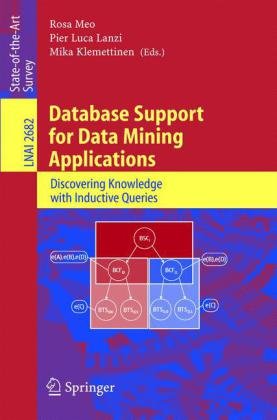 State-of-the-Art
Survey
LNAI 2682
Rosa Meo
Pier Luca Lanzi
Mika Klemettinen (Eds.)
Database Support
for Data Mining
Applications
Discovering Knowledge
with Inductive Queries
e(A),e(B),e(D)
e(B),e(D)
e(C)
e(C)
Springer